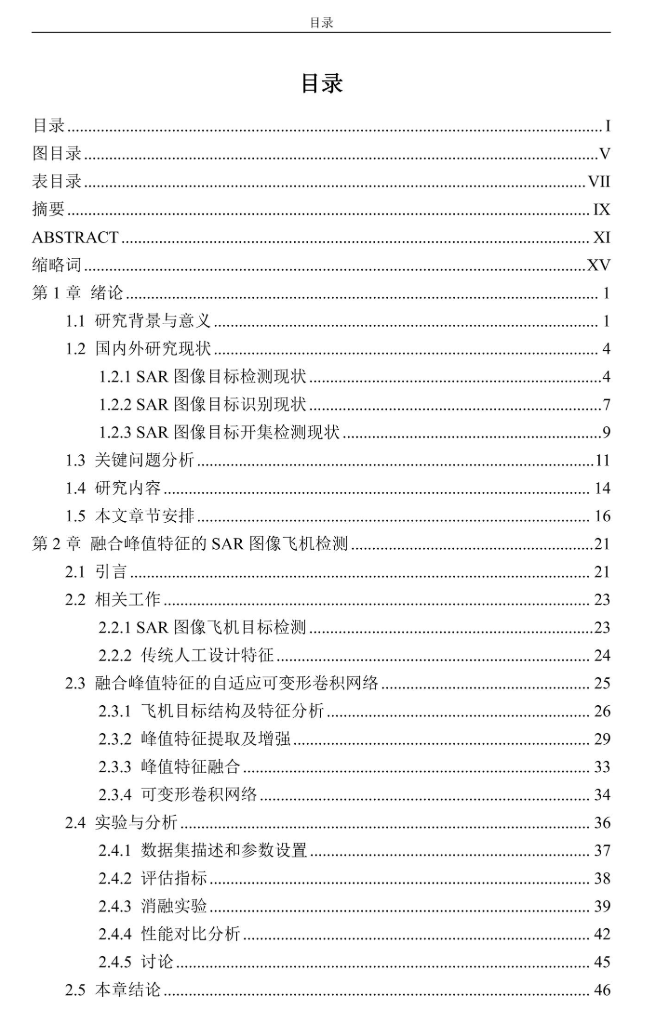 目录
目录
目录 I
图目录 V
表目录 VII
摘要 IX
ABSTRACT XI
缩略词 XV
第 1 章 绪论 1
1.1 研究背景与意义 1
1.2 国内外研究现状 4
1.2.1 SAR 图像目标检测现状 4
1.2.2 SAR 图像目标识别现状 7
1.2.3 SAR 图像目标开集检测现状 9
1.3 关键问题分析 11
1.4 研究内容 14
1.5 本文章节安排 16
第 2 章 融合峰值特征的 SAR 图像飞机检测 21
2.1 引言 21
2.2 相关工作 23
2.2.1 SAR 图像飞机目标检测 23
2.2.2 传统人工设计特征 24
2.3 融合峰值特征的自适应可变形卷积网络 25
2.3.1 飞机目标结构及特征分析 26
2.3.2 峰值特征提取及增强 29
2.3.3 峰值特征融合 33
2.3.4 可变形卷积网络 34
2.4 实验与分析 36
2.4.1 数据集描述和参数设置 37
2.4.2 评估指标 38
2.4.3 消融实验 39
2.4.4 性能对比分析 42
2.4.5 讨论 45
2.5 本章结论 46